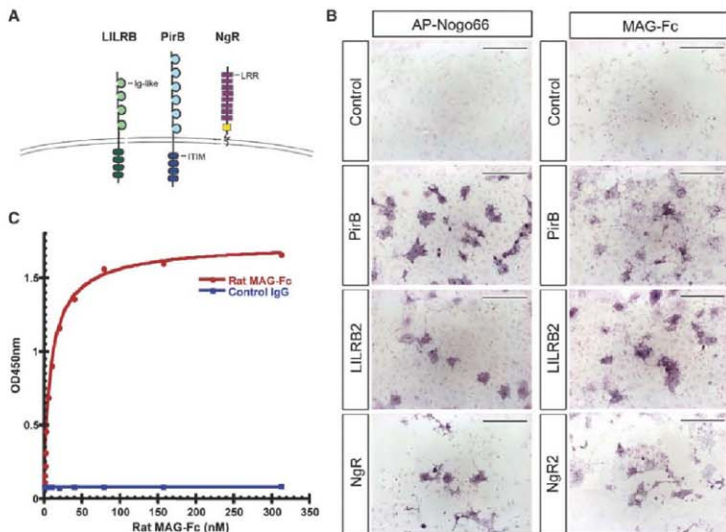 A
LILRB PirB NgR
Ig-like
LRR
ITIM
B
AP-Nogo66 MAG-Fc
Control Control
PirB PirB
LILRB2 LILRB2
NgR NgR2
C
OD450nm
1.5
1
0.5
0
Rat MAG-Fc
Control IgG
0 50 100 150 200 250 300 350
Rat MAG-Fc (nM)